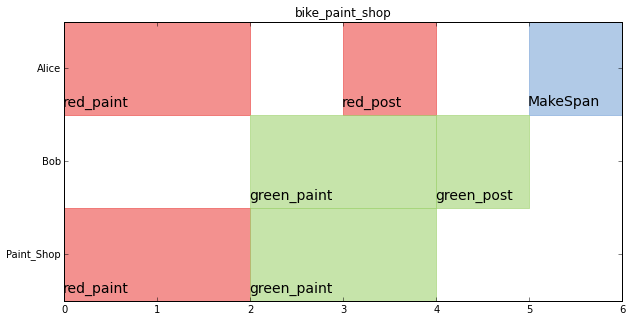 bike_paint_shop
Alice
red_paint
red_post
MakeSpan
Bob
green_paint
green_post
Paint_Shop
red_paint
green_paint
0 1 2 3 4 5 6